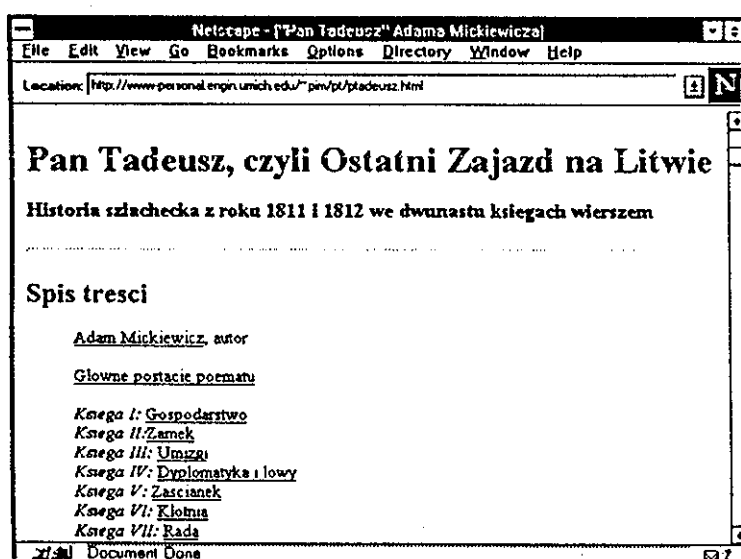 Netscape - ["Pan Tadeusz" Adama Mickiewicza]
File Edit View Go Bookmarks Options Directory Window Help
Location: http://www-personal.engin.umich.edu/~pim/pt/ptadeusz.html
N
Pan Tadeusz, czyli Ostatni Zajazd na Litwie
Historia szlachecka z roku 1811 i 1812 we dwunastu ksiegach wierszem
Spis tresci
Adam Mickiewicz, autor
Glowne postacie poematu
Ksiega I: Gospodarstwo
Ksiega II:Zamek
Ksiega III: Umizgi
Ksiega IV: Dyplomatyka i lowy
Ksiega V: Zascianek
Ksiega VI: Klotnia
Ksiega VII: Rada
Document Done